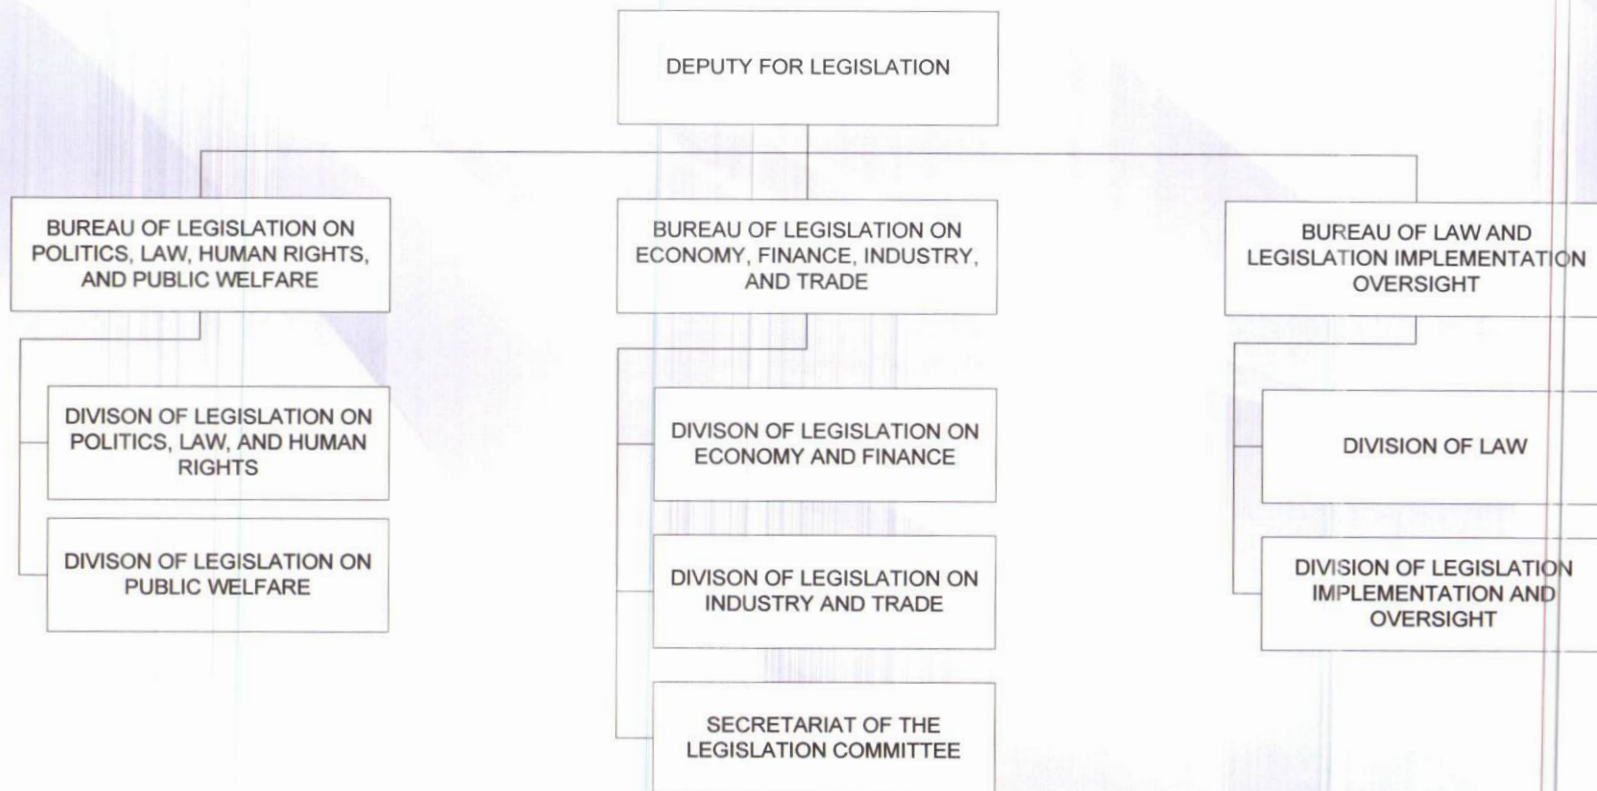 DEPUTY FOR LEGISLATION
BUREAU OF LEGISLATION ON
POLITICS, LAW, HUMAN RIGHTS,
AND PUBLIC WELFARE
BUREAU OF LEGISLATION ON
ECONOMY, FINANCE, INDUSTRY,
AND TRADE
BUREAU OF LAW AND
LEGISLATION IMPLEMENTATION
OVERSIGHT
DIVISON OF LEGISLATION ON
POLITICS, LAW, AND HUMAN
RIGHTS
DIVISON OF LEGISLATION ON
PUBLIC WELFARE
DIVISON OF LEGISLATION ON
ECONOMY AND FINANCE
DIVISON OF LEGISLATION ON
INDUSTRY AND TRADE
SECRETARIAT OF THE
LEGISLATION COMMITTEE
DIVISION OF LAW
DIVISION OF LEGISLATION
IMPLEMENTATION AND
OVERSIGHT